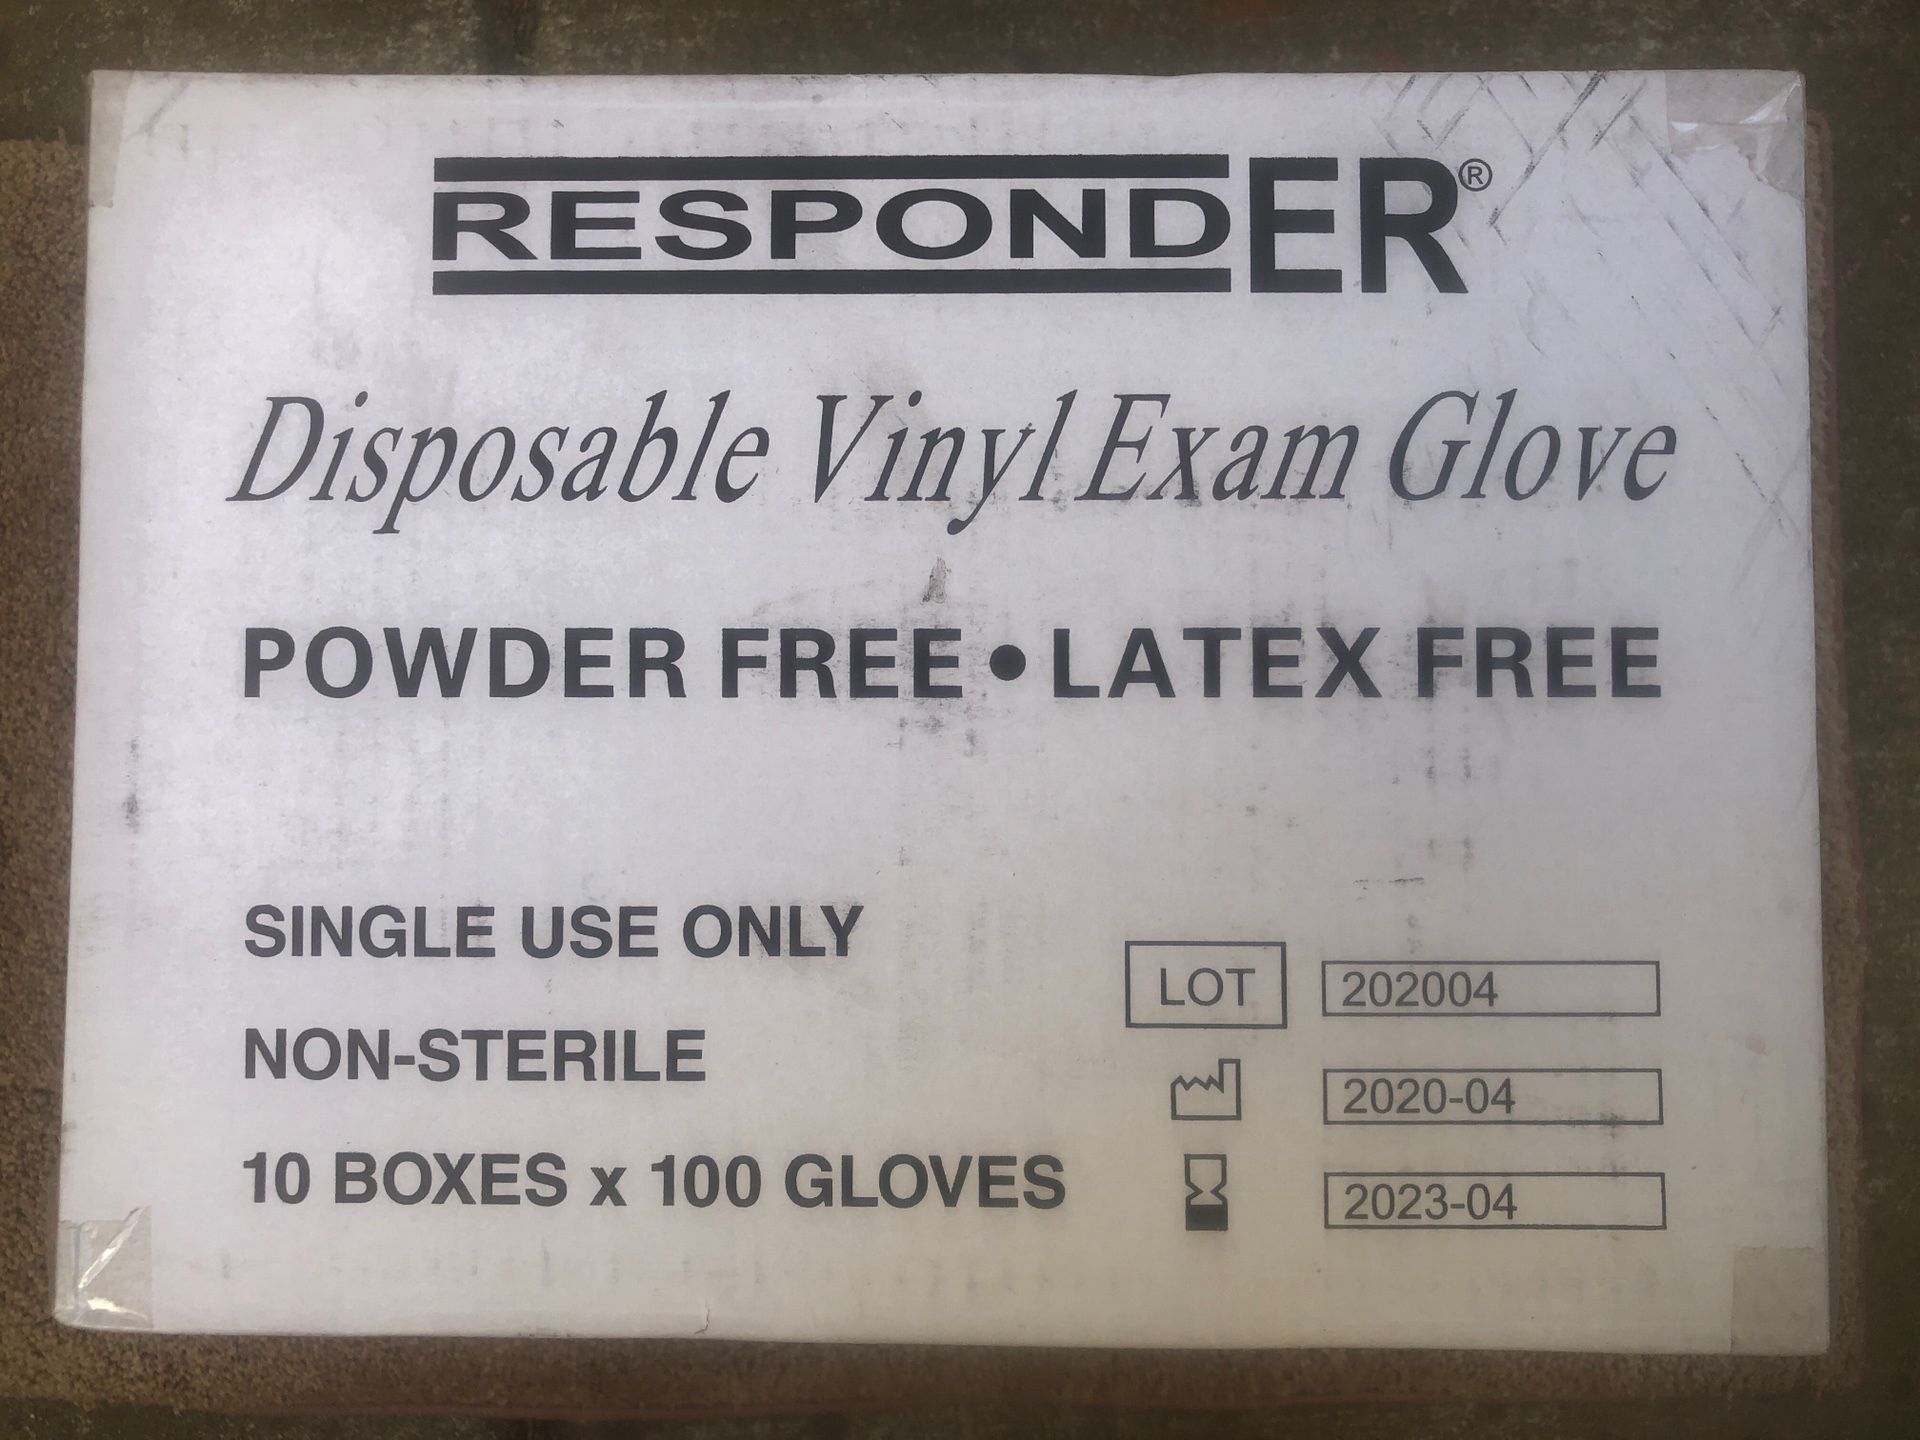 RESPONDER®
Disposable Vinyl Exam Glove
POWDER FREE • LATEX FREE
SINGLE USE ONLY
NON-STERILE
10 BOXES x 100 GLOVES
LOT 202004
2020-04
2023-04